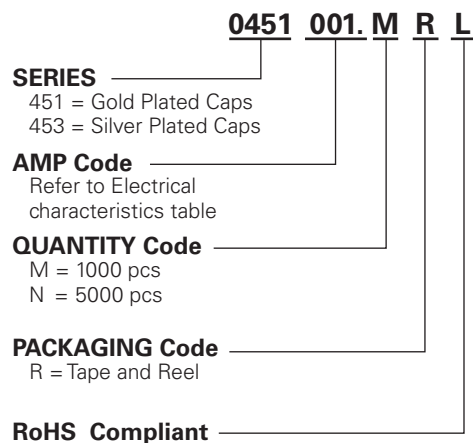 0451 001. M R L
SERIES
451 = Gold Plated Caps
453 = Silver Plated Caps
AMP Code
Refer to Electrical
characteristics table
QUANTITY Code
M = 1000 pcs
N = 5000 pcs
PACKAGING Code
R = Tape and Reel
RoHS Compliant